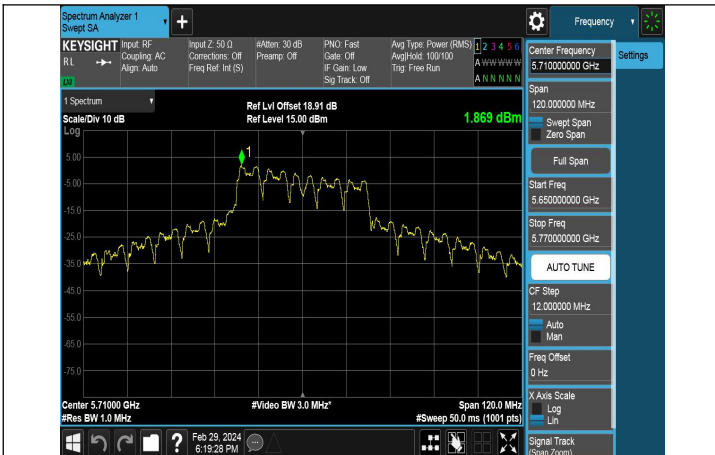 Spectrum Analyzer 1
Swept SA
+
Frequency
KEYSIGHT
RL
LXI
Input: RF
Coupling: AC
Align: Auto
Input Z: 50 Ω
Corrections: Off
Freq Ref: Int (S)
#Atten: 30 dB
Preamp: Off
PNO: Fast
Gate: Off
IF Gain: Low
Sig Track: Off
Avg Type: Power (RMS)
Avg|Hold: 100/100
Trig: Free Run
1 2 3 4 5 6
A W W W W W
A N N N N N
1 Spectrum
Scale/Div 10 dB
Log
Ref Lvl Offset 18.91 dB
Ref Level 15.00 dBm
1.869 dBm
1
5.00
-5.00
-15.0
-25.0
-35.0
-45.0
-55.0
-65.0
-75.0
Center 5.71000 GHz
#Res BW 1.0 MHz
#Video BW 3.0 MHz*
Span 120.0 MHz
#Sweep 50.0 ms (1001 pts)
?
Feb 29, 2024
6:19:28 PM
Center Frequency
5.710000000 GHz
Settings
Span
120.000000 MHz
Swept Span
Zero Span
Full Span
Start Freq
5.650000000 GHz
Stop Freq
5.770000000 GHz
AUTO TUNE
CF Step
12.000000 MHz
Auto
Man
Freq Offset
0 Hz
X Axis Scale
Log
Lin
Signal Track
(Span Zoom)